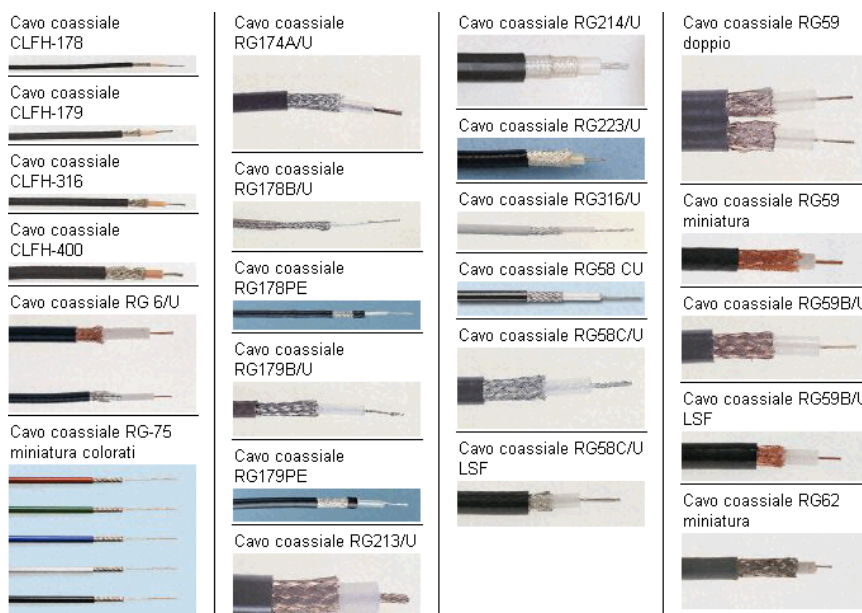 Cavo coassiale
CLFH-178
Cavo coassiale
CLFH-179
Cavo coassiale
CLFH-316
Cavo coassiale
CLFH-400
Cavo coassiale RG 6/U
Cavo coassiale RG-75
miniatura colorati
Cavo coassiale
RG174A/U
Cavo coassiale
RG178B/U
Cavo coassiale
RG178PE
Cavo coassiale
RG179B/U
Cavo coassiale
RG179PE
Cavo coassiale RG213/U
Cavo coassiale RG214/U
Cavo coassiale RG223/U
Cavo coassiale RG316/U
Cavo coassiale RG58 CU
Cavo coassiale RG58C/U
Cavo coassiale RG58C/U
LSF
Cavo coassiale RG59
doppio
Cavo coassiale RG59
miniatura
Cavo coassiale RG59B/U
Cavo coassiale RG59B/U
LSF
Cavo coassiale RG62
miniatura